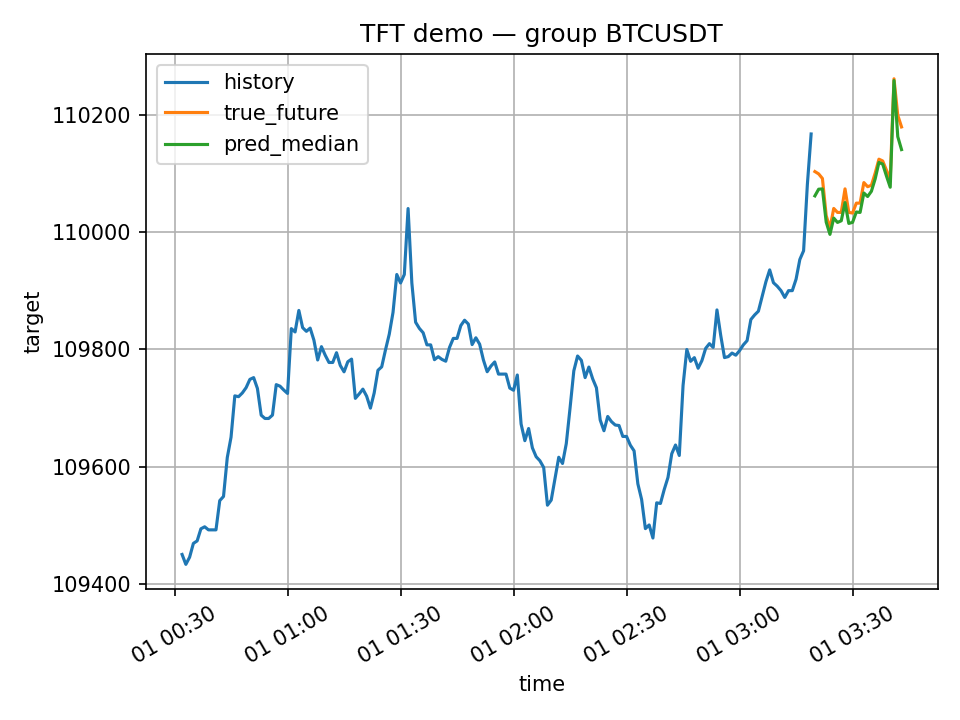 TFT demo — group BTCUSDT
history
true_future
pred_median
110200
110000
109800
109600
109400
target
01 00:30
01 01:00
01 01:30
01 02:00
01 02:30
01 03:00
01 03:30
time